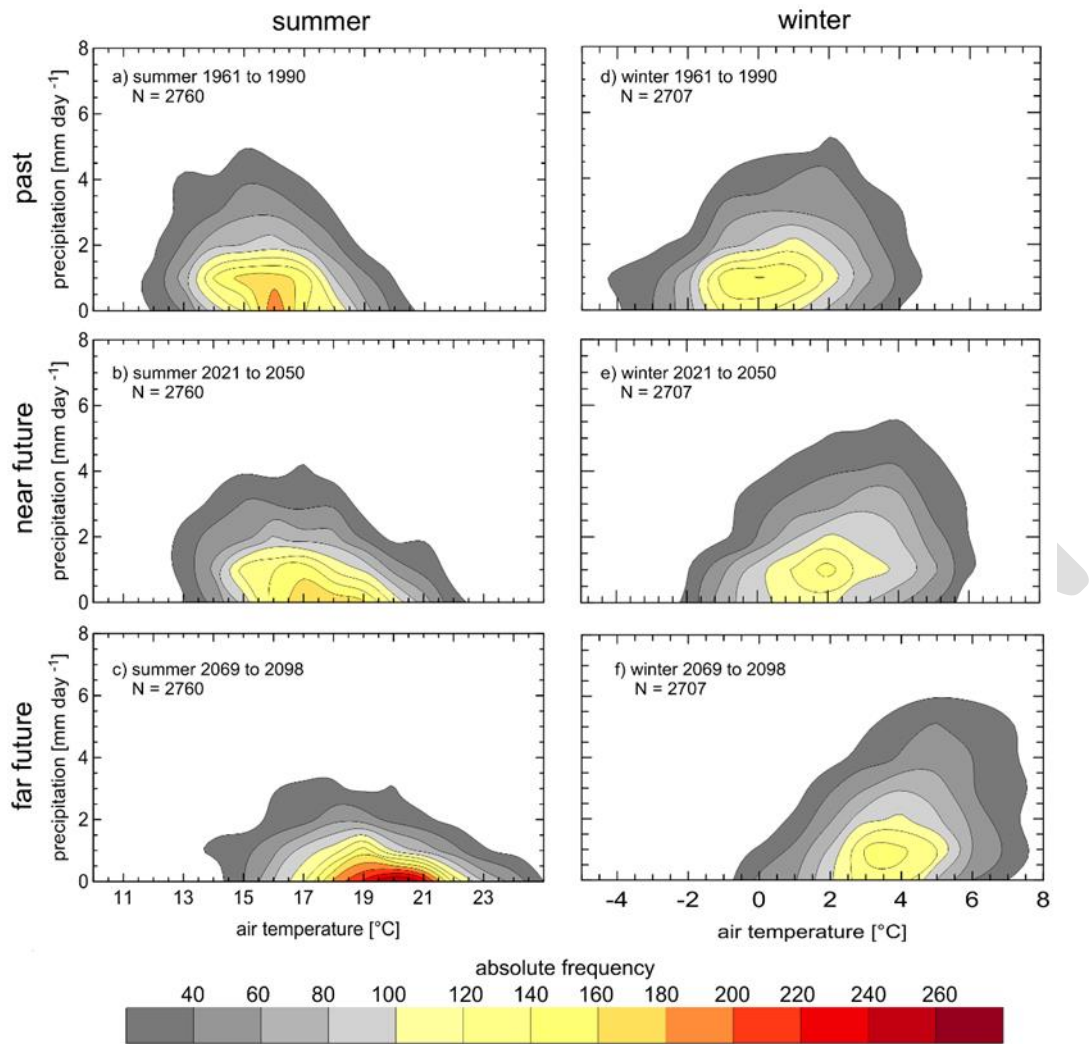 summer
winter
past
precipitation [mm day -1]
8
6
4
2
0
a) summer 1961 to 1990
N = 2760
d) winter 1961 to 1990
N = 2707
near future
precipitation [mm day -1]
8
6
4
2
0
b) summer 2021 to 2050
N = 2760
e) winter 2021 to 2050
N = 2707
far future
precipitation [mm day -1]
8
6
4
2
0
c) summer 2069 to 2098
N = 2760
f) winter 2069 to 2098
N = 2707
11 13 15 17 19 21 23
air temperature [°C]
-4 -2 0 2 4 6 8
air temperature [°C]
absolute frequency
40 60 80 100 120 140 160 180 200 220 240 260